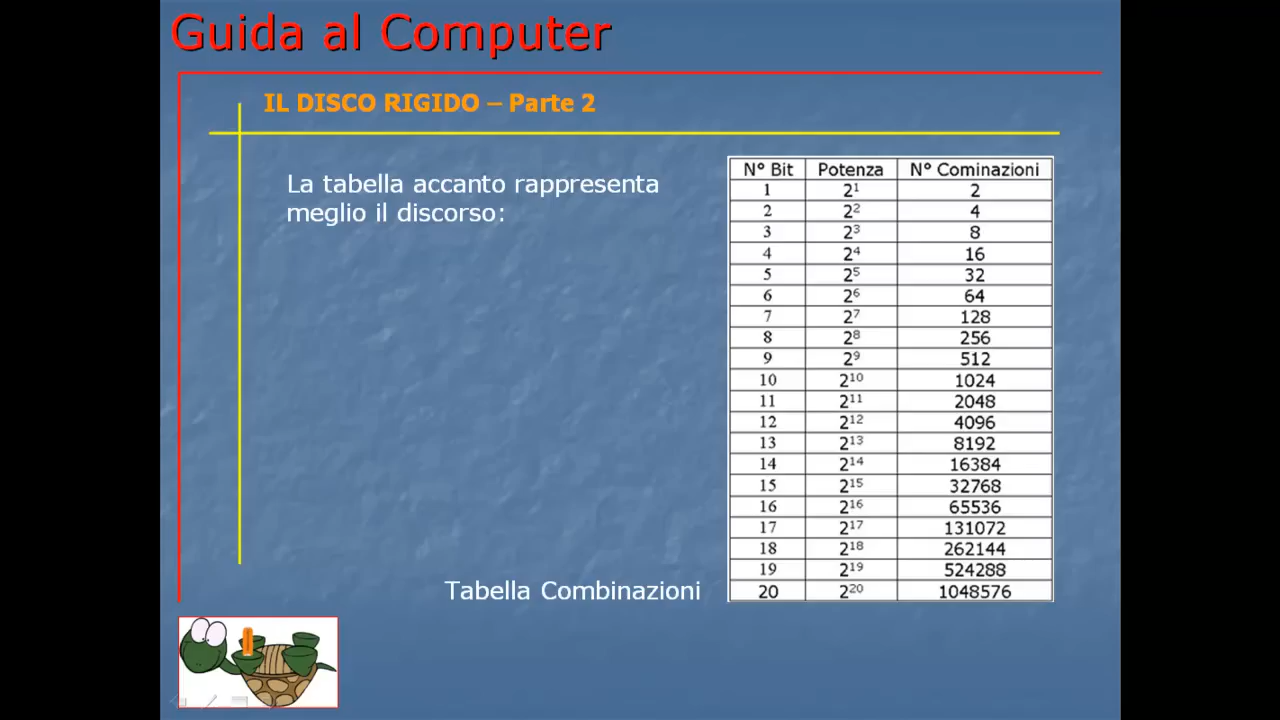 Guida al Computer
IL DISCO RIGIDO – Parte 2
La tabella accanto rappresenta
meglio il discorso:
N° Bit Potenza N° Cominazioni
1 2¹ 2
2 2² 4
3 2³ 8
4 2⁴ 16
5 2⁵ 32
6 2⁶ 64
7 2⁷ 128
8 2⁸ 256
9 2⁹ 512
10 2¹⁰ 1024
11 2¹¹ 2048
12 2¹² 4096
13 2¹³ 8192
14 2¹⁴ 16384
15 2¹⁵ 32768
16 2¹⁶ 65536
17 2¹⁷ 131072
18 2¹⁸ 262144
19 2¹⁹ 524288
20 2²⁰ 1048576
Tabella Combinazioni